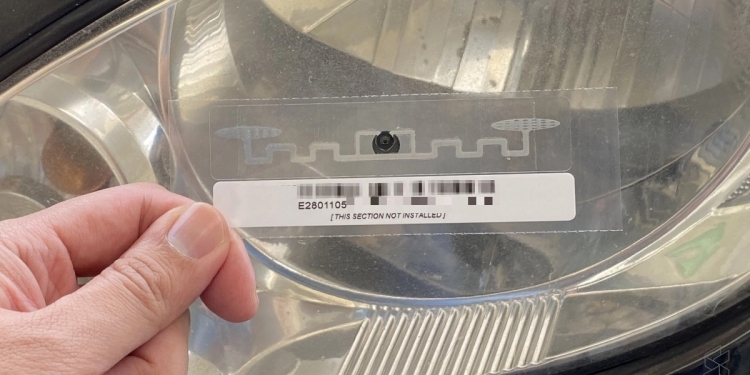 E2801105
[ THIS SECTION NOT INSTALLED ]